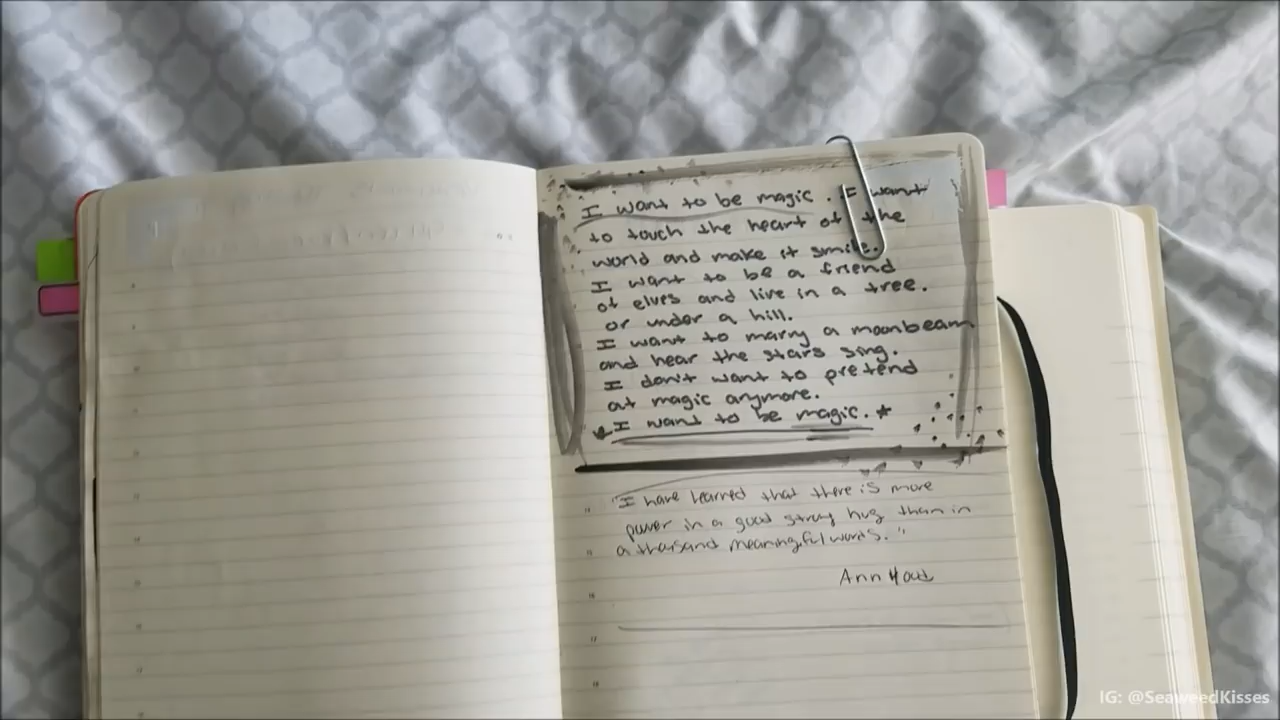 I want to be magic. I want
to touch the heart of the
world and make it smile.
I want to be a friend
of elves and live in a tree.
or under a hill.
I want to marry a moonbeam
and hear the stars sing.
I don't want to pretend
at magic anymore.
I want to be magic.
"I have learned that there is more
power in a good strong hug than in
a thousand meaningful words."
Ann Hood
IG: @SeaweedKisses